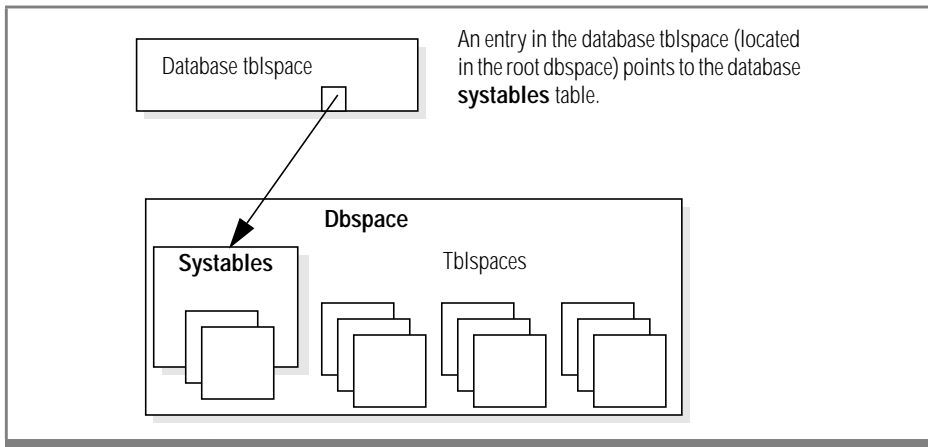 Database tblspace
An entry in the database tblspace (located
in the root dbspace) points to the database
systables table.
Dbspace
Systables
Tblspaces